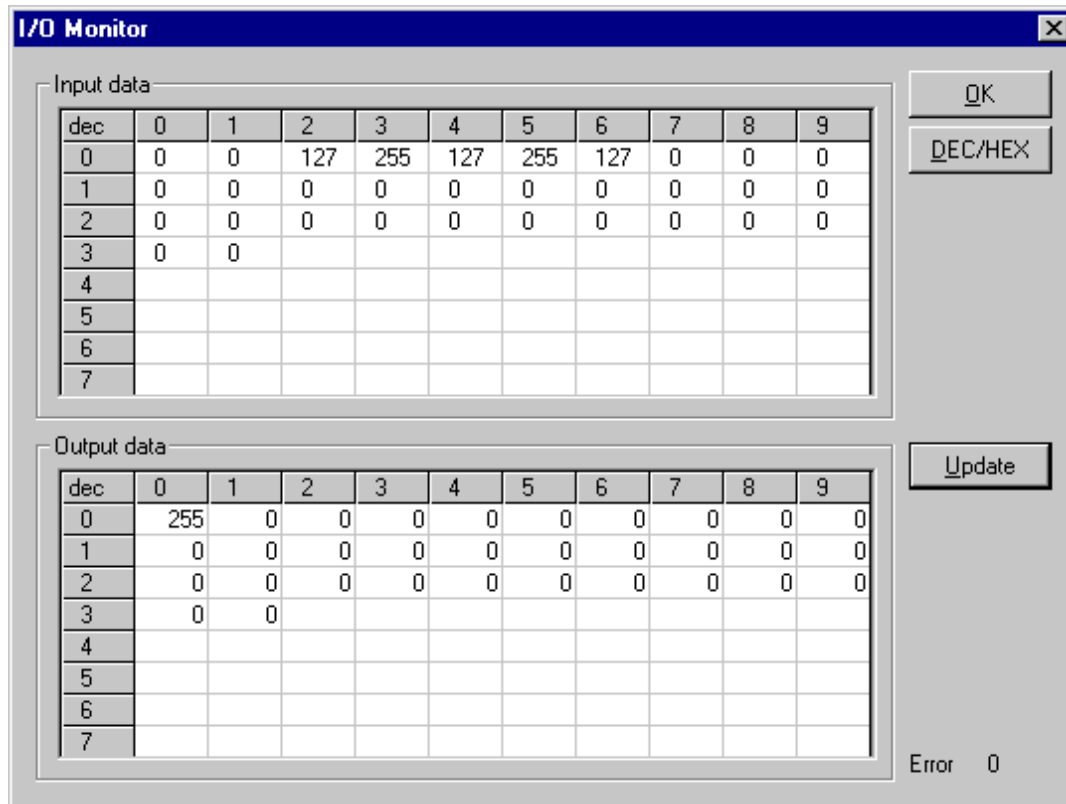 I/O Monitor
Input data
OK
DEC/HEX
dec 0 1 2 3 4 5 6 7 8 9
0 0 0 127 255 127 255 127 0 0 0
1 0 0 0 0 0 0 0 0 0 0
2 0 0 0 0 0 0 0 0 0 0
3 0 0
4
5
6
7
Output data
Update
dec 0 1 2 3 4 5 6 7 8 9
0 255 0 0 0 0 0 0 0 0 0
1 0 0 0 0 0 0 0 0 0 0
2 0 0 0 0 0 0 0 0 0 0
3 0 0
4
5
6
7
Error 0